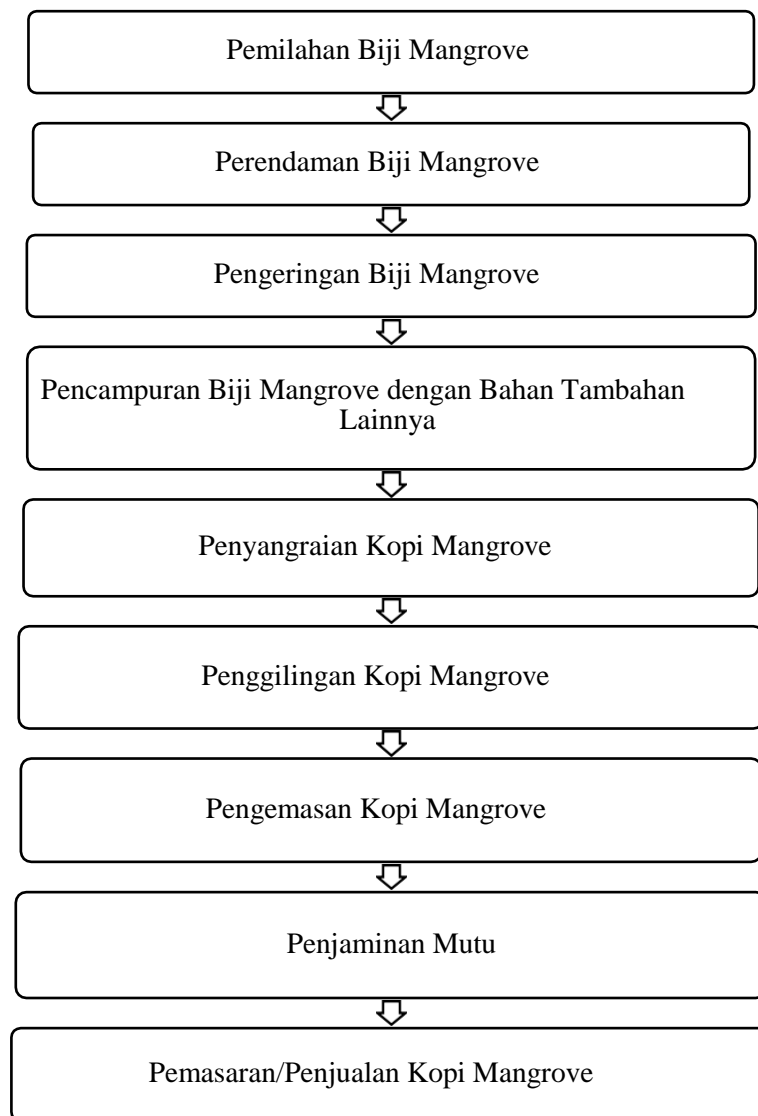 Pemilahan Biji Mangrove
Perendaman Biji Mangrove
Pengeringan Biji Mangrove
Pencampuran Biji Mangrove dengan Bahan Tambahan
Lainnya
Penyangraian Kopi Mangrove
Penggilingan Kopi Mangrove
Pengemasan Kopi Mangrove
Penjaminan Mutu
Pemasaran/Penjualan Kopi Mangrove